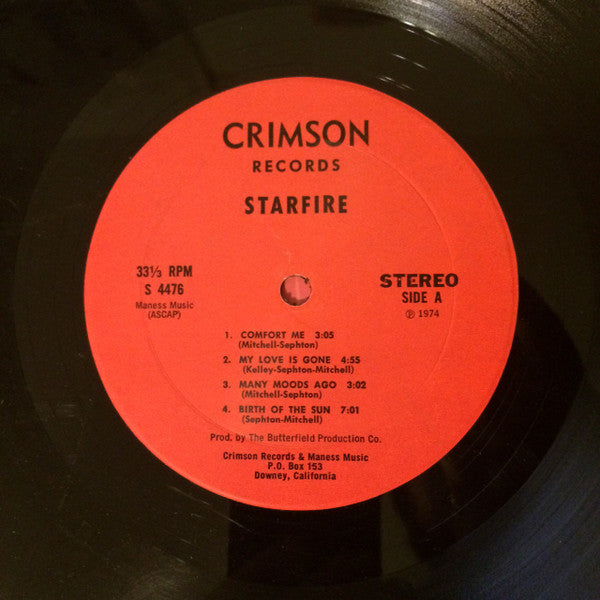 CRIMSON
RECORDS
STARFIRE
33⅓ RPM
S 4476
Maness Music
(ASCAP)
STEREO
SIDE A
℗ 1974
1. COMFORT ME 3:05
(Mitchell-Sephton)
2. MY LOVE IS GONE 4:55
(Kelley-Sephton-Mitchell)
3. MANY MOODS AGO 3:02
(Mitchell-Sephton)
4. BIRTH OF THE SUN 7:01
(Sephton-Mitchell)
Prod. by The Butterfield Production Co.
Crimson Records & Maness Music
P.O. Box 153
Downey, California